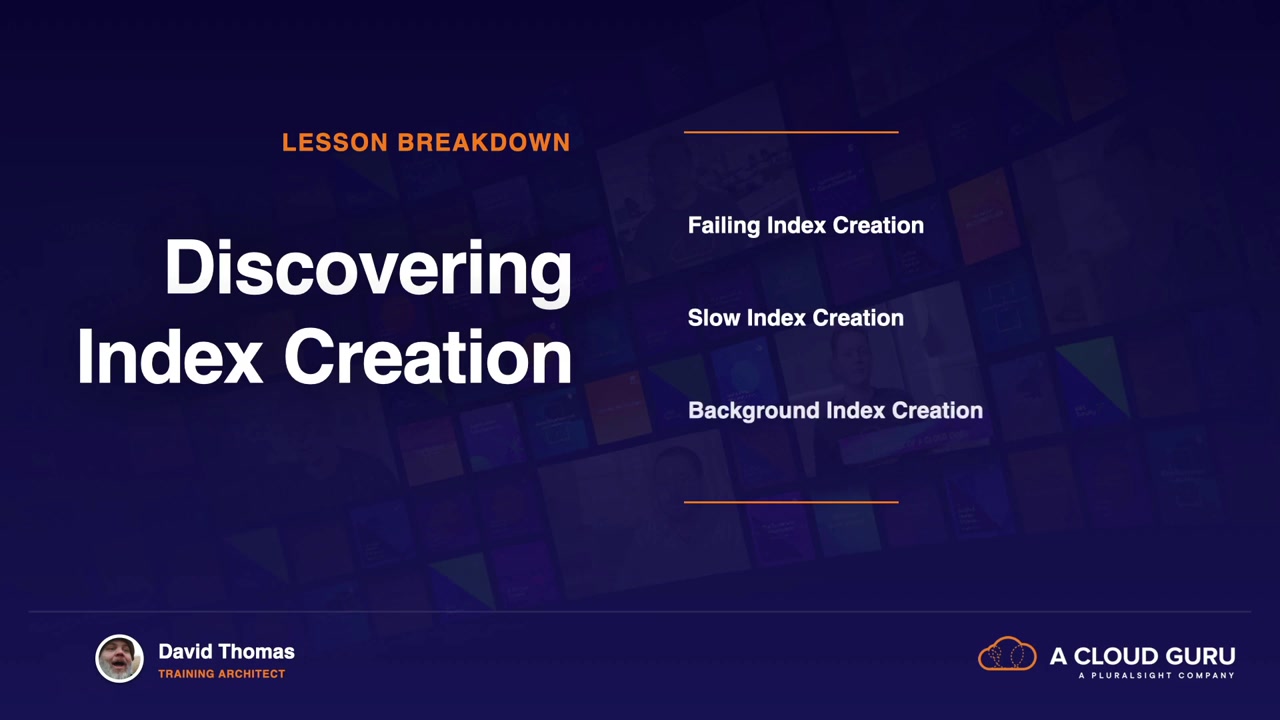 LESSON BREAKDOWN
Discovering
Index Creation
Failing Index Creation
Slow Index Creation
Background Index Creation
David Thomas
TRAINING ARCHITECT
A CLOUD GURU
A PLURALSIGHT COMPANY